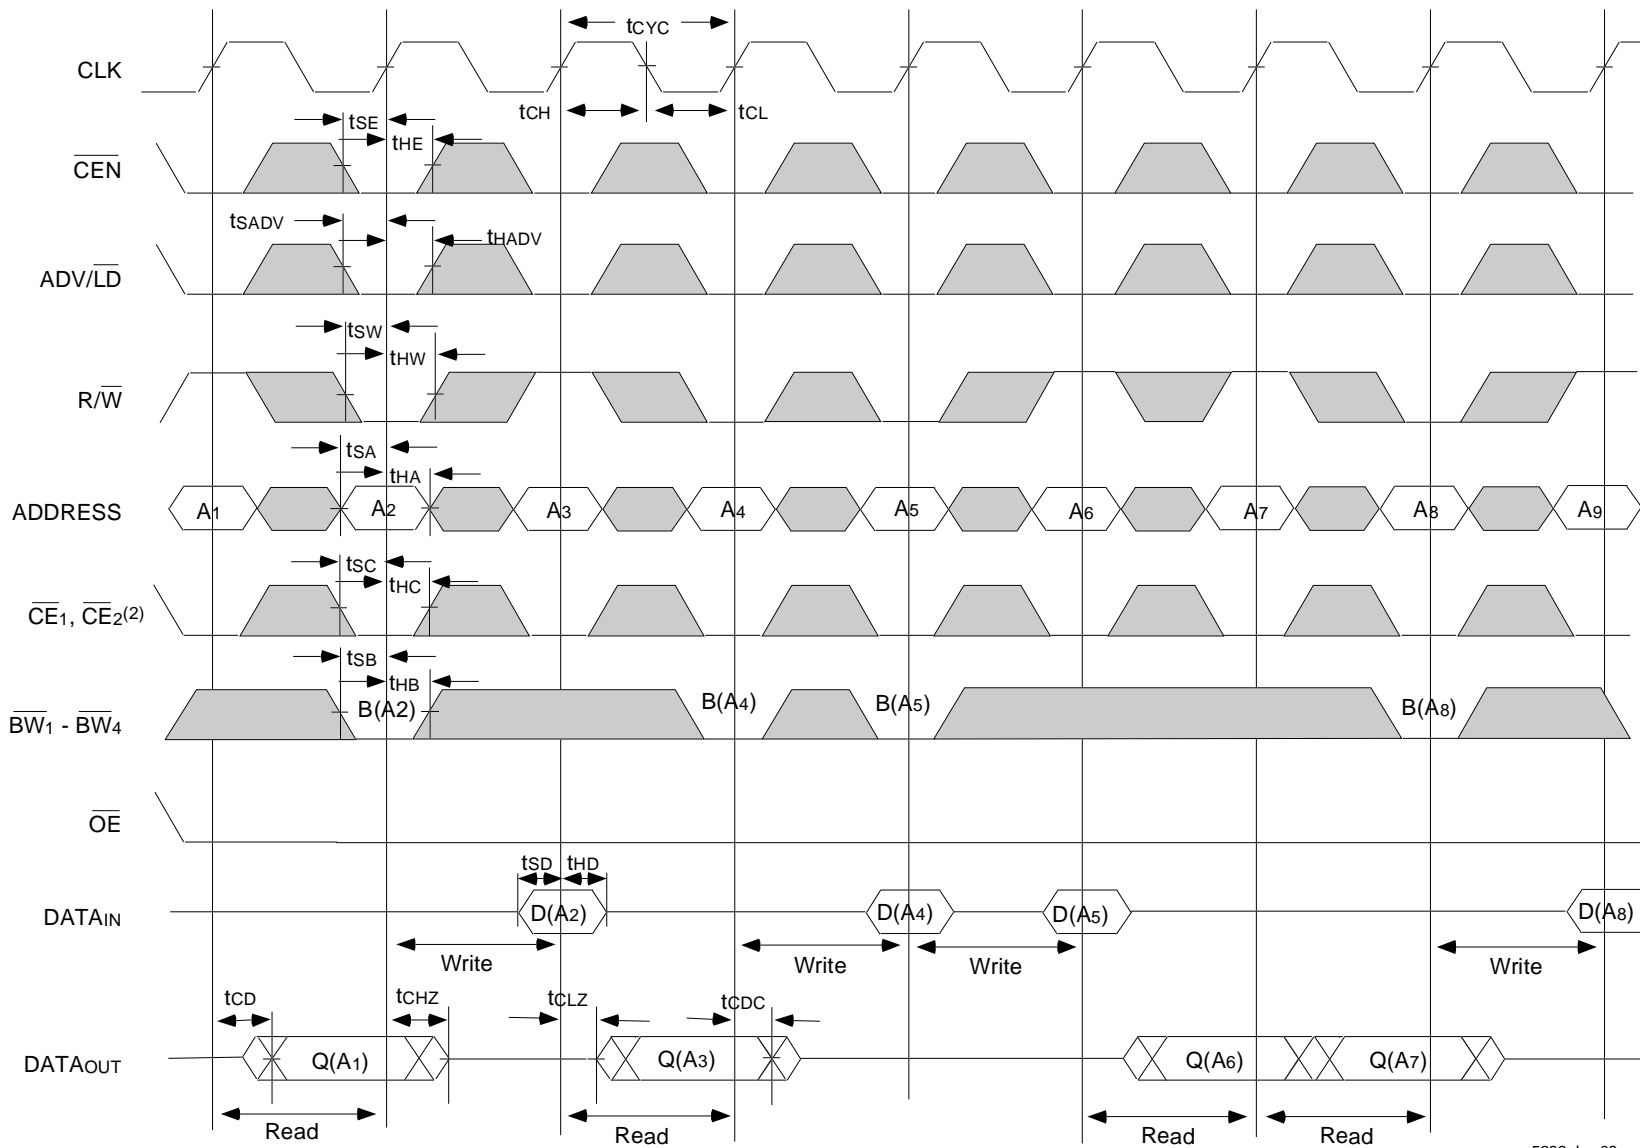 tCYC
CLK
tCH
tCL
tSE
tHE
CEN
tSADV
tHADV
ADV/LD
tSW
tHW
R/W
tSA
tHA
ADDRESS
A1
A2
A3
A4
A5
A6
A7
A8
A9
tSC
tHC
CE1, CE2(2)
tSB
tHB
BW1 - BW4
B(A2)
B(A4)
B(A5)
B(A8)
OE
tSD
tHD
DATAIN
D(A2)
D(A4)
D(A5)
D(A8)
Write
Write
Write
Write
tCD
tCHZ
tCLZ
tCDC
DATAOUT
Q(A1)
Q(A3)
Q(A6)
Q(A7)
Read
Read
Read
Read